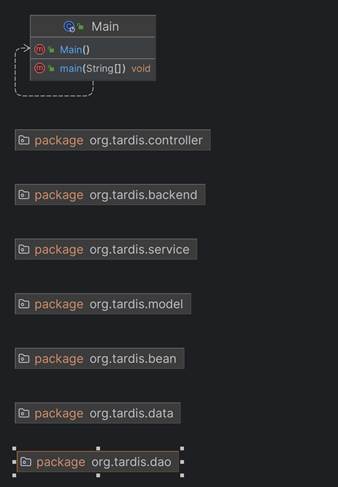 Main
Main()
main(String[]) void
package org.tardis.controller
package org.tardis.backend
package org.tardis.service
package org.tardis.model
package org.tardis.bean
package org.tardis.data
package org.tardis.dao